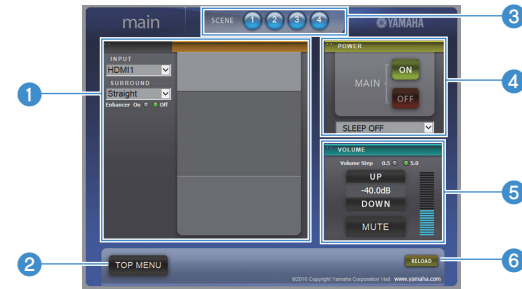 main
SCENE 1 2 3 4
YAMAHA
3
1
INPUT
HDMI1
SURROUND
Straight
Enhancer On Off
POWER
MAIN
ON
OFF
SLEEP OFF
4
VOLUME
Volume Step 0.5 5.0
UP
-40.0dB
DOWN
MUTE
5
2
TOP MENU
RELOAD
6
©2016 Copyright Yamaha Corporation Visit www.yamaha.com